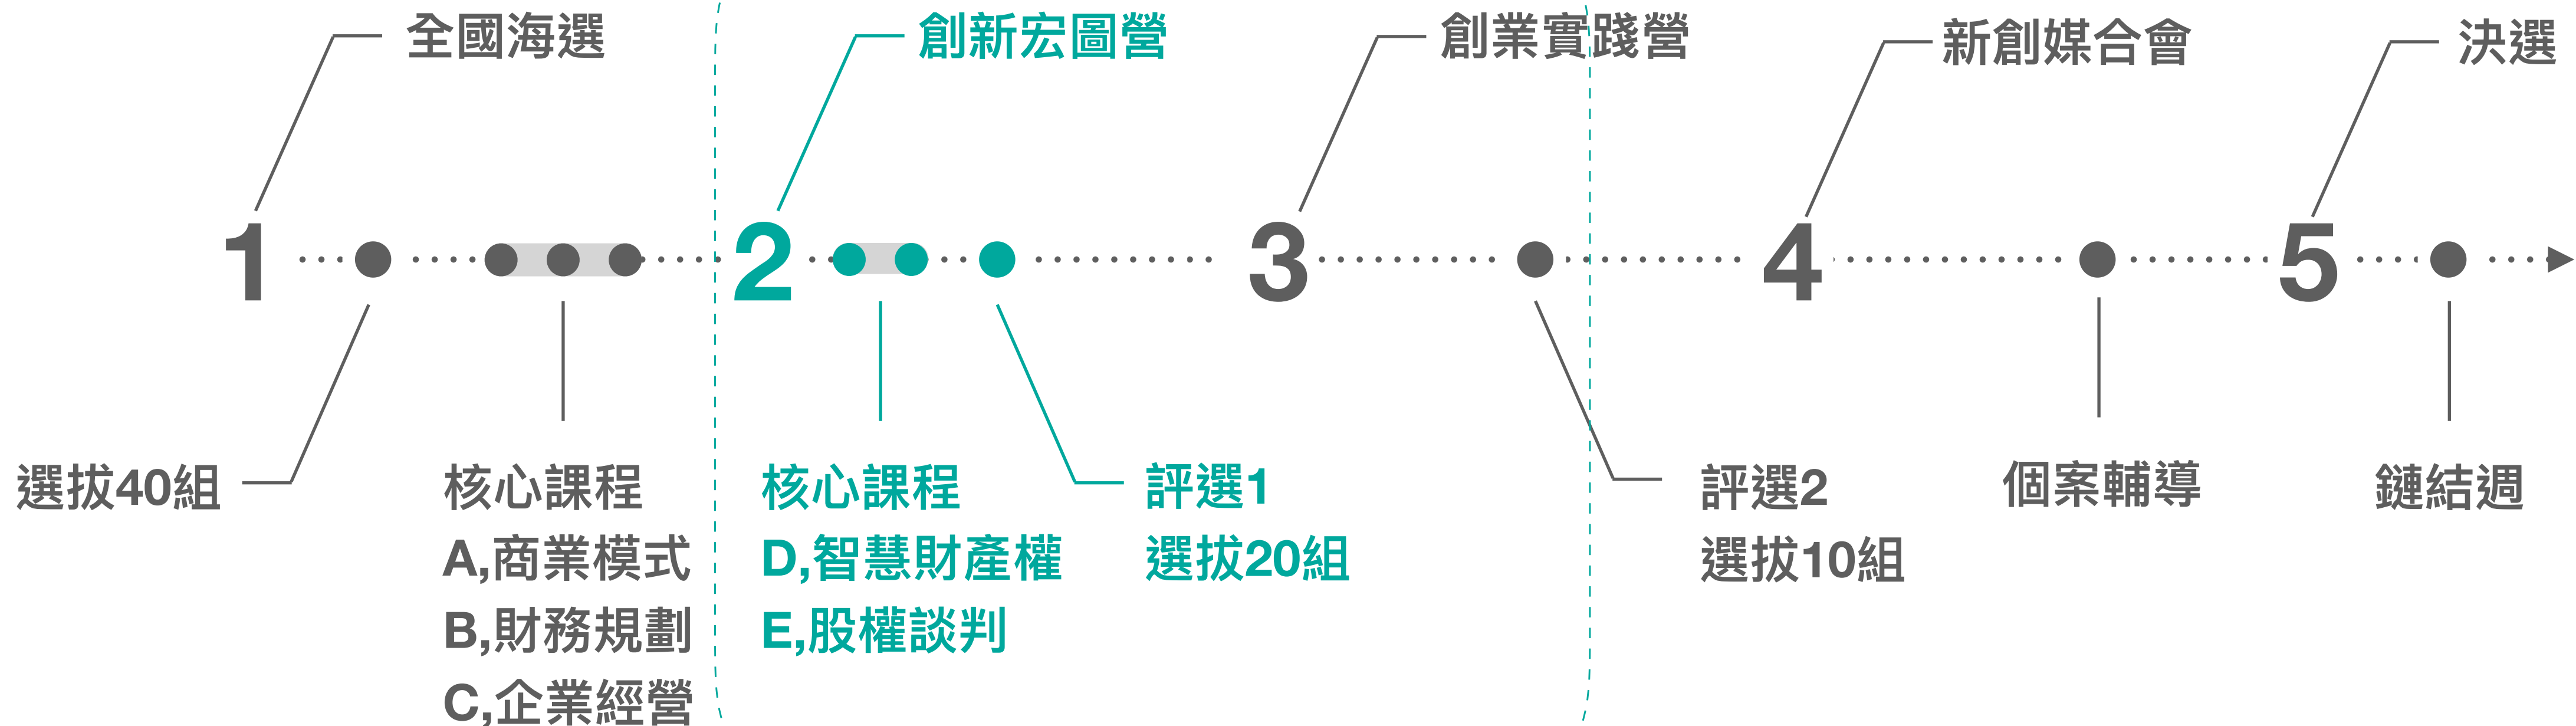 全國海選
創新宏圖營
創業實踐營
新創媒合會
決選
1
2
3
4
5
選拔40組
核心課程
A,商業模式
B,財務規劃
C,企業經營
核心課程
D,智慧財產權
E,股權談判
評選1
選拔20組
評選2
選拔10組
個案輔導
鏈結週